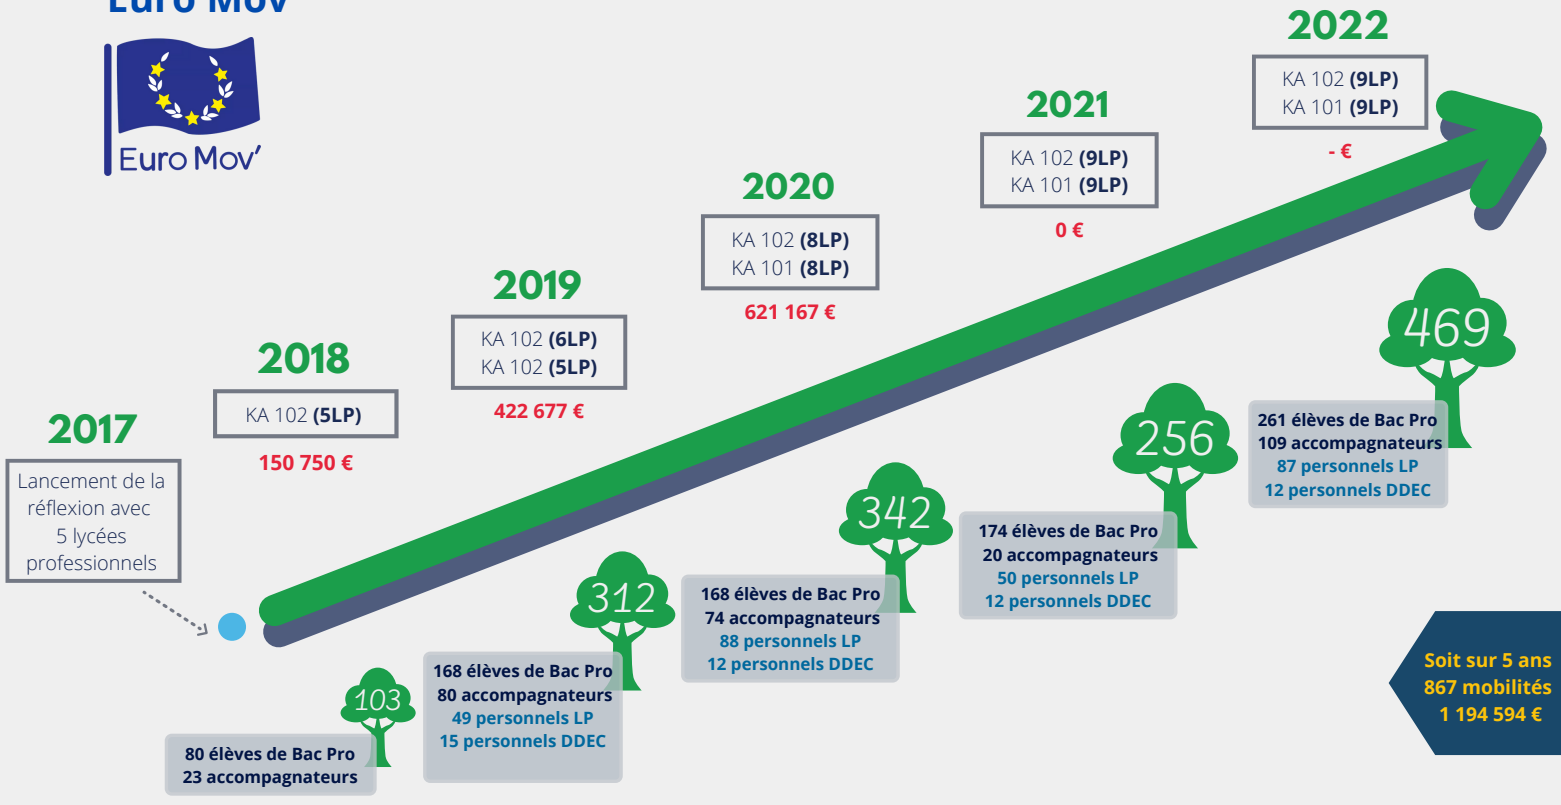 Euro Mov'
Euro Mov'
2017
Lancement de la
réflexion avec
5 lycées
professionnels
2018
KA 102 (5LP)
150 750 €
2019
KA 102 (6LP)
KA 102 (5LP)
422 677 €
2020
KA 102 (8LP)
KA 101 (8LP)
621 167 €
2021
KA 102 (9LP)
KA 101 (9LP)
0 €
2022
KA 102 (9LP)
KA 101 (9LP)
- €
103
80 élèves de Bac Pro
23 accompagnateurs
312
168 élèves de Bac Pro
80 accompagnateurs
49 personnels LP
15 personnels DDEC
342
168 élèves de Bac Pro
74 accompagnateurs
88 personnels LP
12 personnels DDEC
256
174 élèves de Bac Pro
20 accompagnateurs
50 personnels LP
12 personnels DDEC
469
261 élèves de Bac Pro
109 accompagnateurs
87 personnels LP
12 personnels DDEC
Soit sur 5 ans
867 mobilités
1 194 594 €